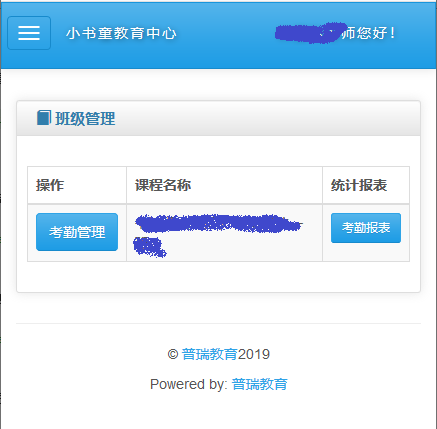 小书童教育中心
师您好！
班级管理
操作 课程名称 统计报表
考勤管理 考勤报表
© 普瑞教育2019
Powered by: 普瑞教育